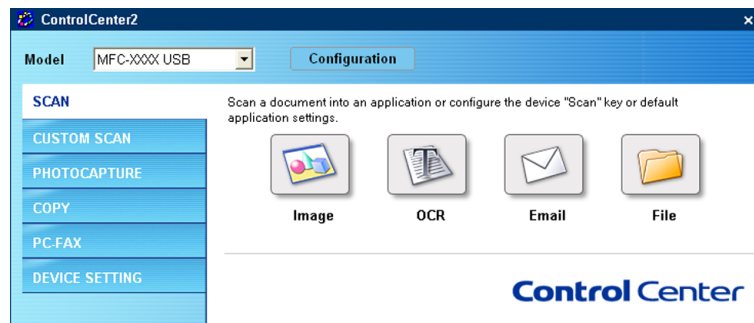 ControlCenter2
Model MFC-XXXX USB Configuration
SCAN
CUSTOM SCAN
PHOTOCAPTURE
COPY
PC-FAX
DEVICE SETTING
Scan a document into an application or configure the device "Scan" key or default
application settings.
Image OCR Email File
Control Center